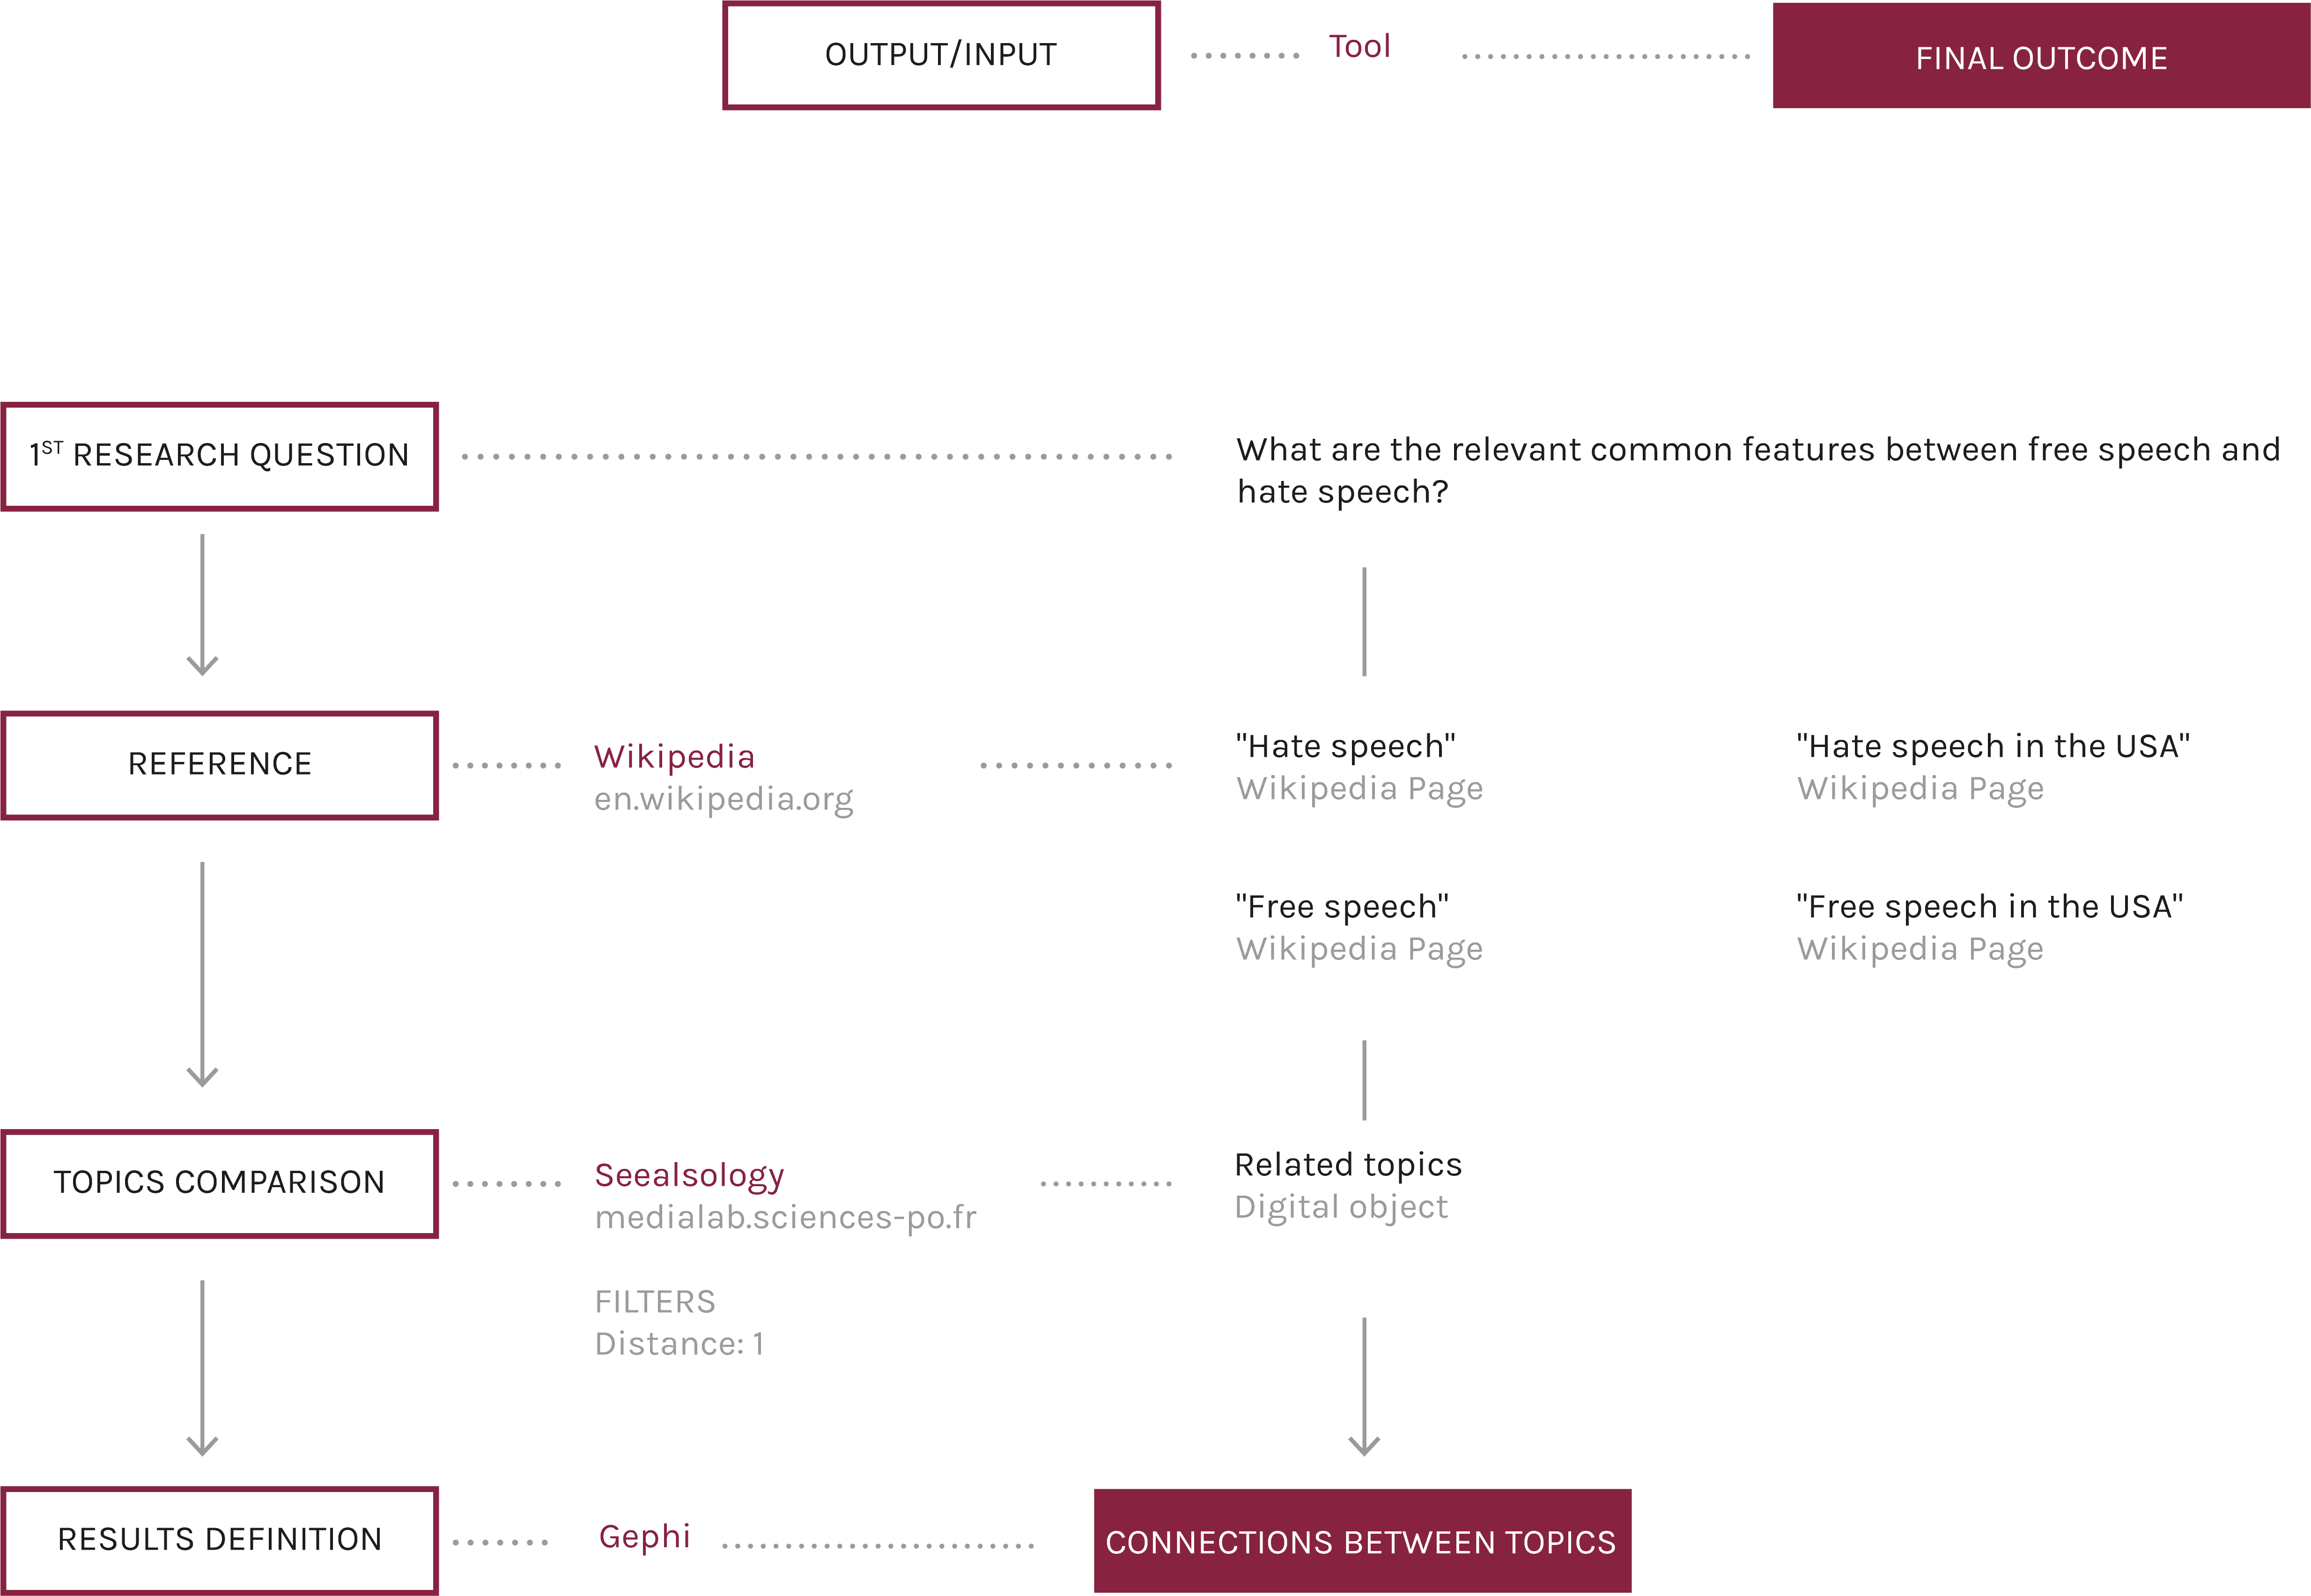 OUTPUT/INPUT
Tool
FINAL OUTCOME
1ST RESEARCH QUESTION
What are the relevant common features between free speech and
hate speech?
REFERENCE
Wikipedia
en.wikipedia.org
"Hate speech"
Wikipedia Page
"Hate speech in the USA"
Wikipedia Page
"Free speech"
Wikipedia Page
"Free speech in the USA"
Wikipedia Page
TOPICS COMPARISON
Seealsology
medialab.sciences-po.fr
FILTERS
Distance: 1
Related topics
Digital object
RESULTS DEFINITION
Gephi
CONNECTIONS BETWEEN TOPICS